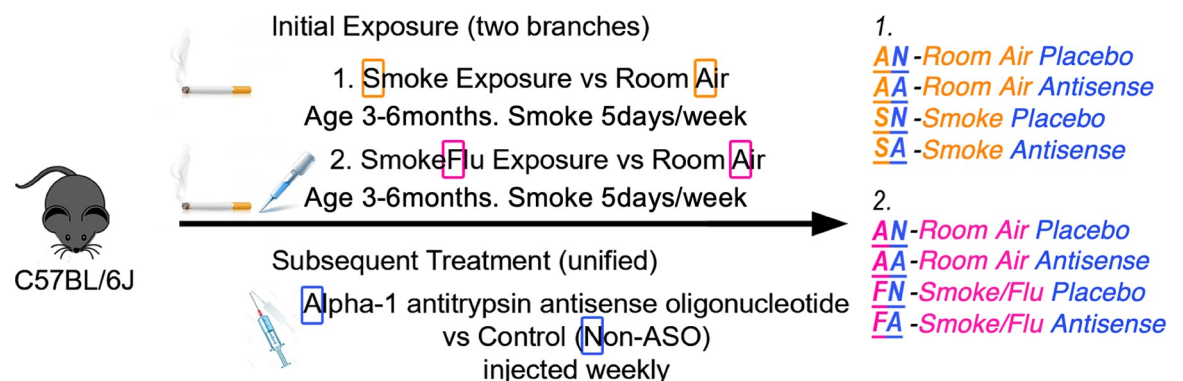 Initial Exposure (two branches)
1. Smoke Exposure vs Room Air
Age 3-6months. Smoke 5days/week
2. SmokeFlu Exposure vs Room Air
Age 3-6months. Smoke 5days/week
C57BL/6J
Subsequent Treatment (unified)
Alpha-1 antitrypsin antisense oligonucleotide
vs Control (Non-ASO)
injected weekly
1.
AN -Room Air Placebo
AA -Room Air Antisense
SN -Smoke Placebo
SA -Smoke Antisense
2.
AN -Room Air Placebo
AA -Room Air Antisense
FN -Smoke/Flu Placebo
FA -Smoke/Flu Antisense